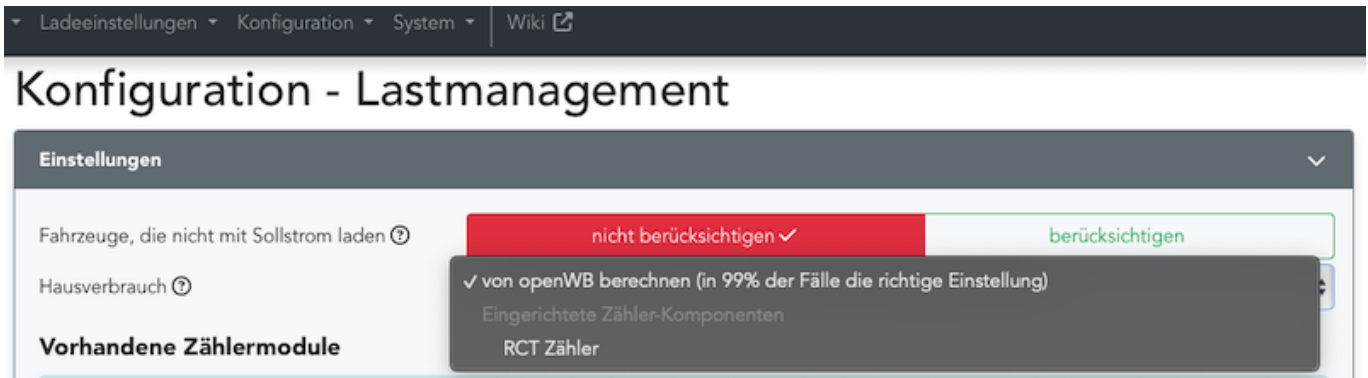 Ladeeinstellungen Konfiguration System Wiki
Konfiguration - Lastmanagement
Einstellungen
Fahrzeuge, die nicht mit Sollstrom laden nicht berücksichtigen ✓ berücksichtigen
Hausverbrauch ✓ von openWB berechnen (in 99% der Fälle die richtige Einstellung)
Eingerichtete Zähler-Komponenten
Vorhandene Zählermodule RCT Zähler